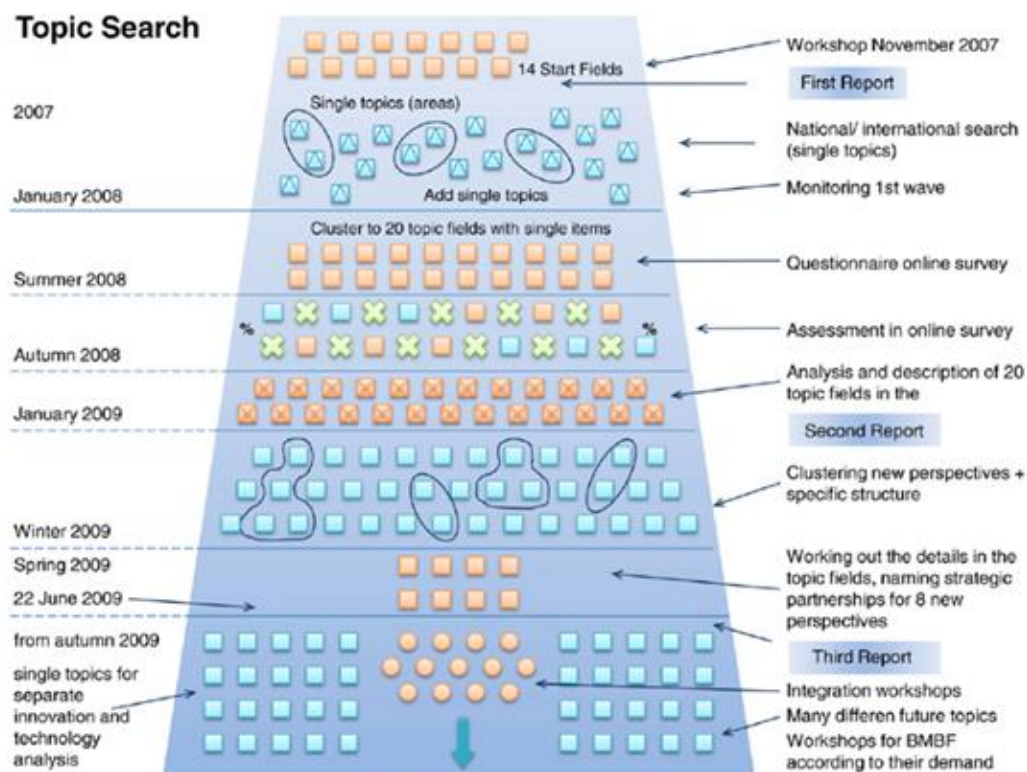 Topic Search
14 Start Fields
Workshop November 2007
First Report
2007
Single topics (areas)
National/ international search
(single topics)
January 2008
Add single topics
Monitoring 1st wave
Cluster to 20 topic fields with single items
Summer 2008
Questionnaire online survey
%
%
Autumn 2008
Assessment in online survey
January 2009
Analysis and description of 20
topic fields in the
Second Report
Clustering new perspectives +
specific structure
Winter 2009
Spring 2009
22 June 2009
Working out the details in the
topic fields, naming strategic
partnerships for 8 new
perspectives
from autumn 2009
Third Report
single topics for
separate
innovation and
technology
analysis
Integration workshops
Many differen future topics
Workshops for BMBF
according to their demand